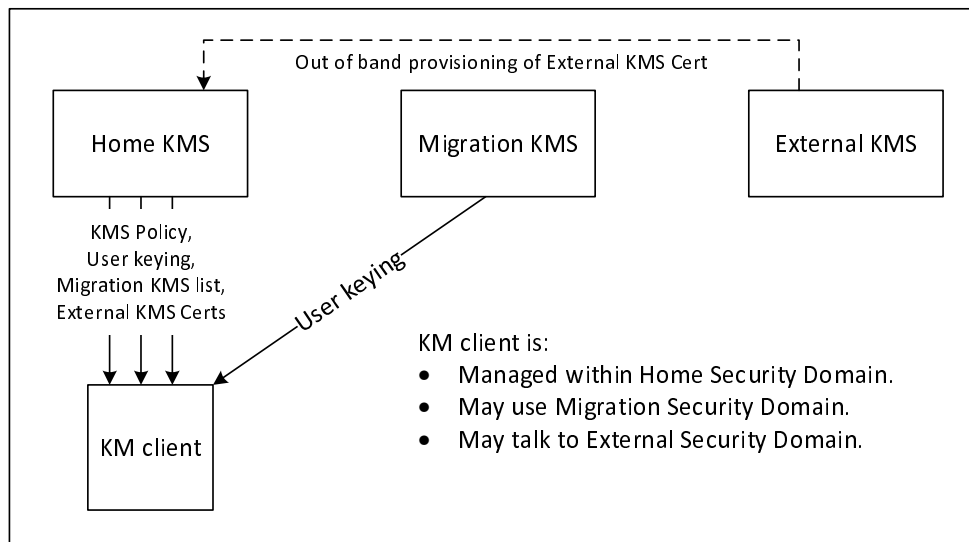 Out of band provisioning of External KMS Cert
Home KMS
Migration KMS
External KMS
KMS Policy,
User keying,
Migration KMS list,
External KMS Certs
User keying
KM client is:
• Managed within Home Security Domain.
• May use Migration Security Domain.
• May talk to External Security Domain.
KM client